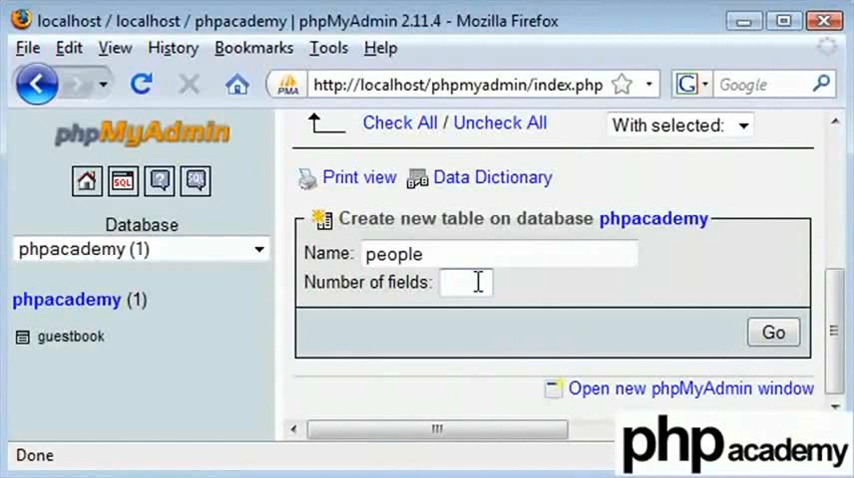 localhost / localhost / phpacademy | phpMyAdmin 2.11.4 - Mozilla Firefox
File Edit View History Bookmarks Tools Help
PMA http://localhost/phpmyadmin/index.php G Google
phpMyAdmin
SQL
Database
phpacademy (1)
phpacademy (1)
guestbook
Check All / Uncheck All With selected:
Print view Data Dictionary
Create new table on database phpacademy
Name: people
Number of fields:
Go
Open new phpMyAdmin window
Done
php academy